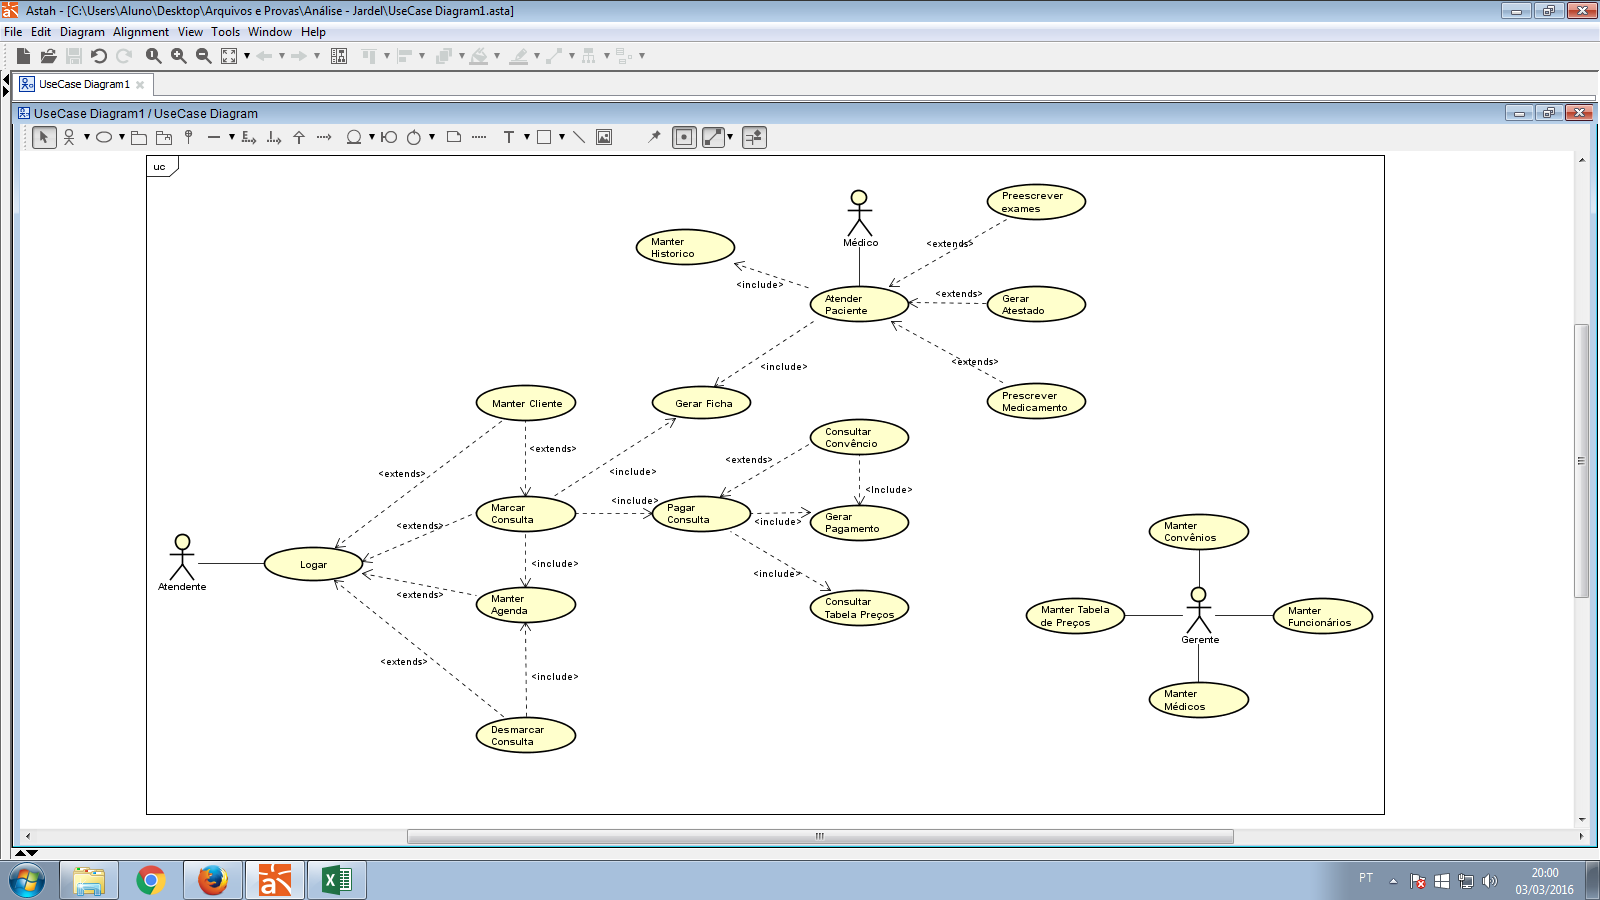 Astah - [C:\Users\Aluno\Desktop\Arquivos e Provas\Análise - Jardel\UseCase Diagram1.asta]
File Edit Diagram Alignment View Tools Window Help
UseCase Diagram1
UseCase Diagram1 / UseCase Diagram
uc
Preescrever
exames
Médico
Manter
Historico
<extends>
<include>
Atender
Paciente
<extends>
Gerar
Atestado
<include>
<extends>
Prescrever
Medicamento
Manter Cliente
Gerar Ficha
<extends>
Consultar
Convêncio
<extends>
<include>
<extends>
<Include>
Marcar
Consulta
<include>
Pagar
Consulta
<include>
Gerar
Pagamento
<extends>
Manter
Convênios
Atendente
Logar
<include>
<include>
<extends>
Manter
Agenda
Consultar
Tabela Preços
Manter Tabela
de Preços
Gerente
Manter
Funcionários
<extends>
<include>
Manter
Médicos
Desmarcar
Consulta
PT
20:00
03/03/2016